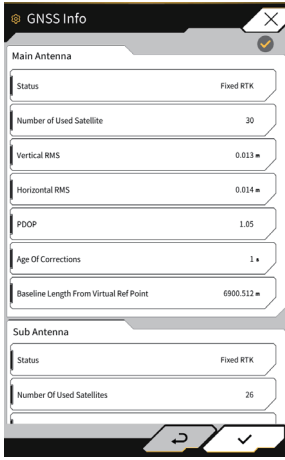 GNSS Info
Main Antenna
Status Fixed RTK
Number of Used Satellite 30
Vertical RMS 0.013 m
Horizontal RMS 0.014 m
PDOP 1.05
Age Of Corrections 1 s
Baseline Length From Virtual Ref Point 6900.512 m
Sub Antenna
Status Fixed RTK
Number Of Used Satellites 26